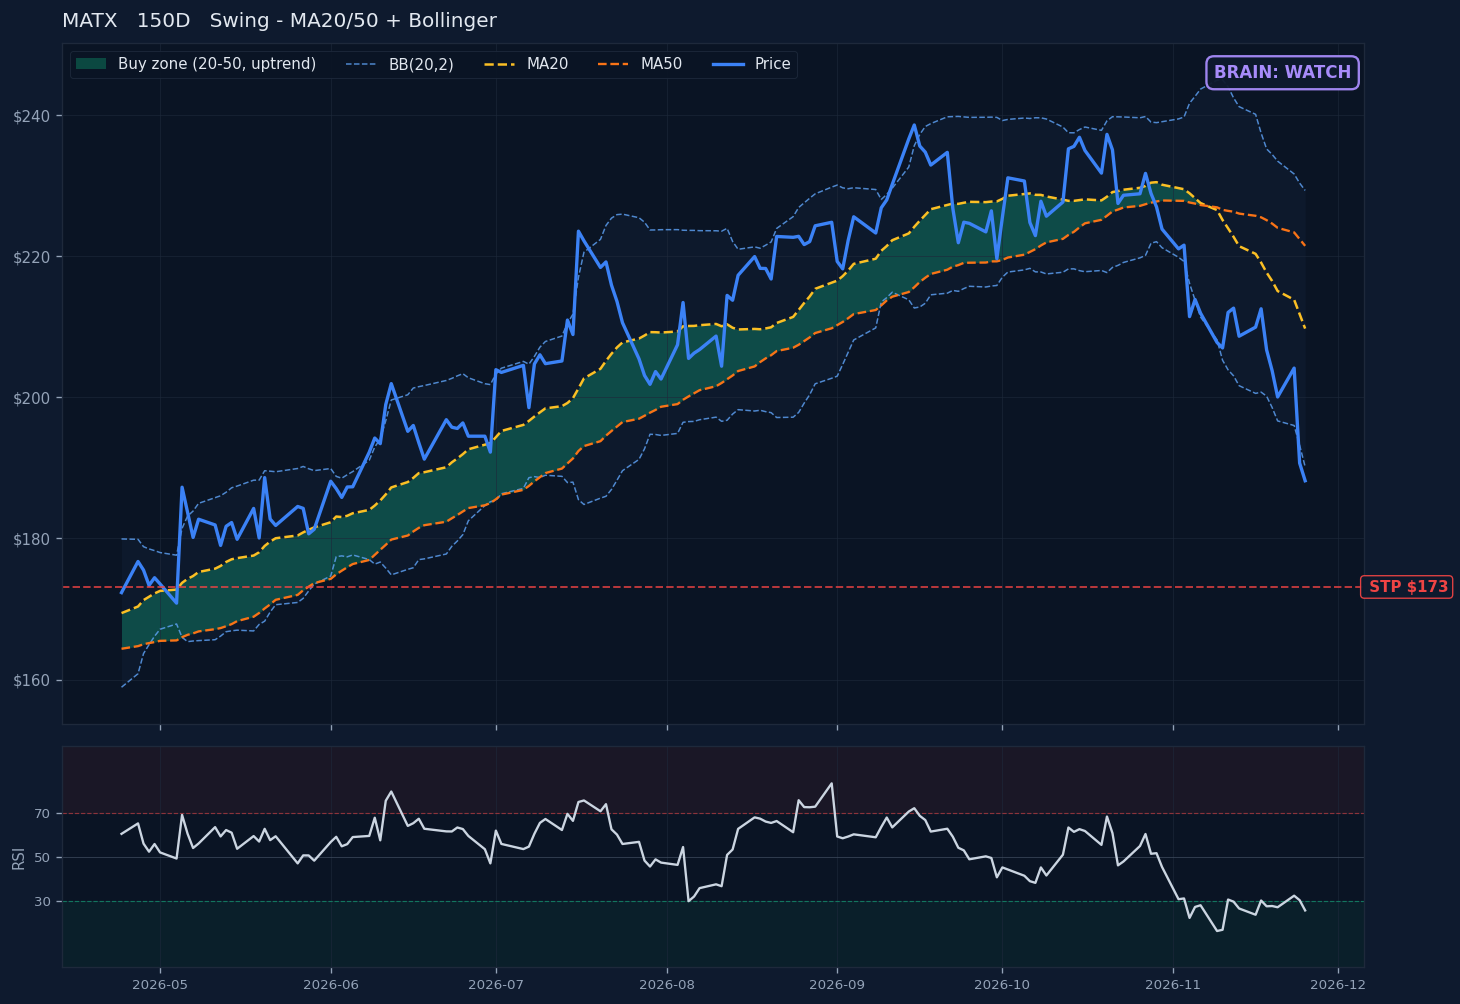 MATX   150D   Swing - MA20/50 + Bollinger
Buy zone (20-50, uptrend)
BB(20,2)
MA20
MA50
Price
BRAIN: WATCH
$240
$220
$200
$180
STP $173
$160
70
50
30
RSI
2026-05
2026-06
2026-07
2026-08
2026-09
2026-10
2026-11
2026-12